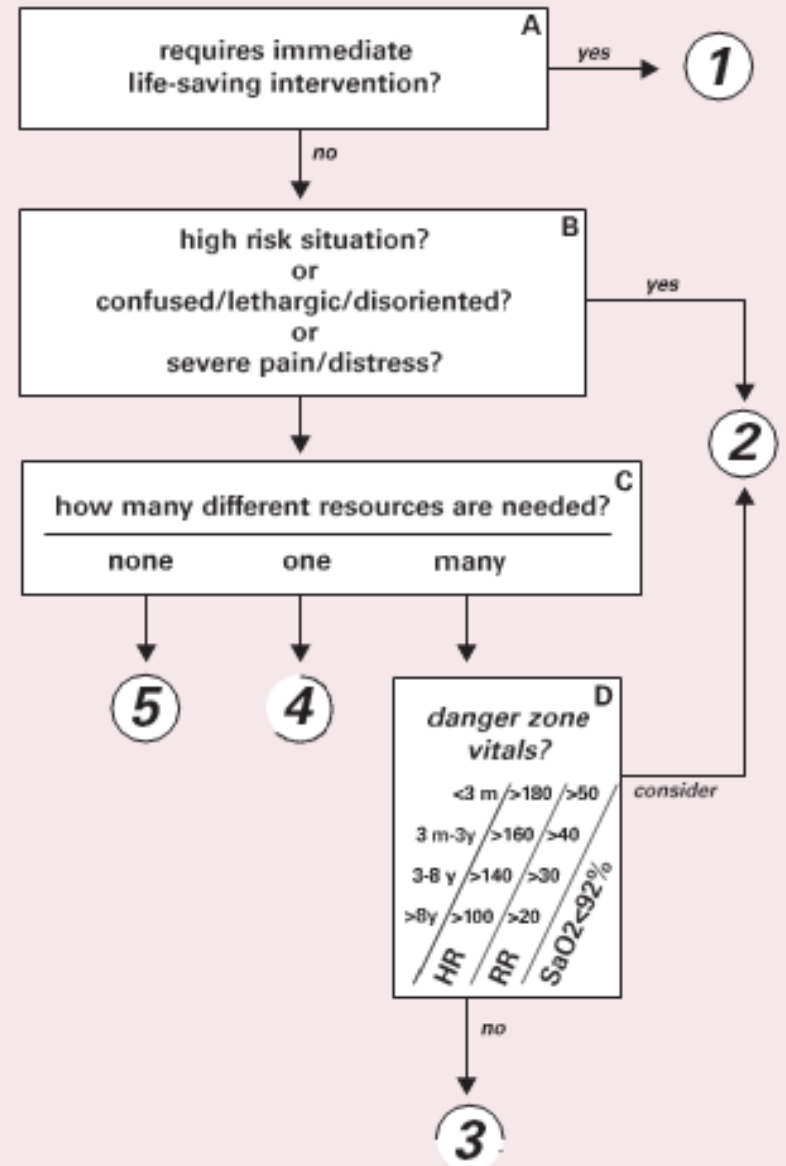 A
requires immediate
life-saving intervention?
yes
1
no
B
high risk situation?
or
confused/lethargic/disoriented?
or
severe pain/distress?
yes
2
C
how many different resources are needed?
none one many
5 4
D
danger zone
vitals?
consider
<3 m >180 >50
3 m-3y >160 >40
3-8 y >140 >30
>8y >100 >20
HR RR SaO2<92%
no
3